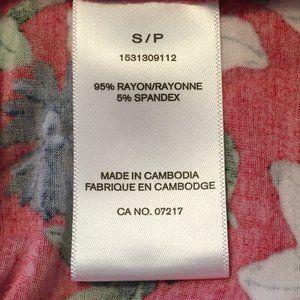 S/P
1531309112
95% RAYON/RAYONNE
5% SPANDEX
MADE IN CAMBODIA
FABRIQUE EN CAMBODGE
CA NO. 07217